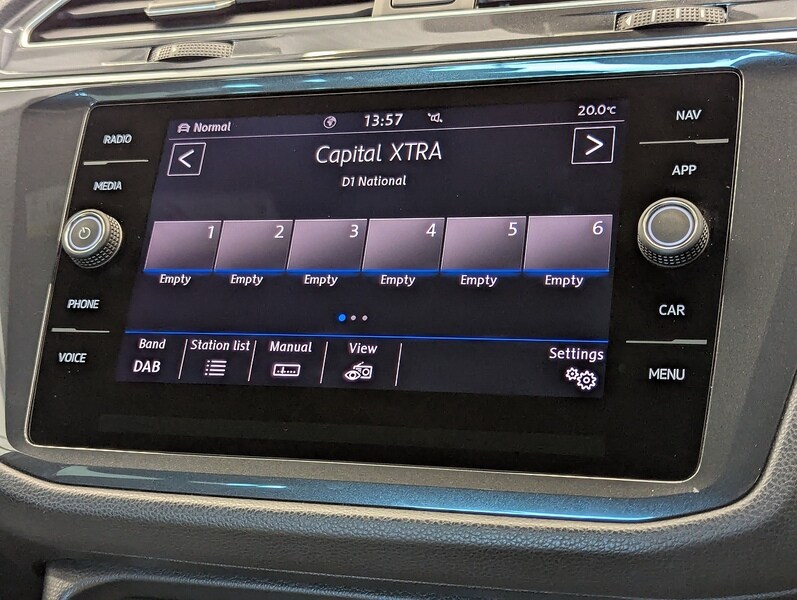 RADIO
MEDIA
PHONE
VOICE
Normal
13:57
20.0°C
<
Capital XTRA
>
D1 National
1 2 3 4 5 6
Empty Empty Empty Empty Empty Empty
Band Station list Manual View Settings
DAB
NAV
APP
CAR
MENU